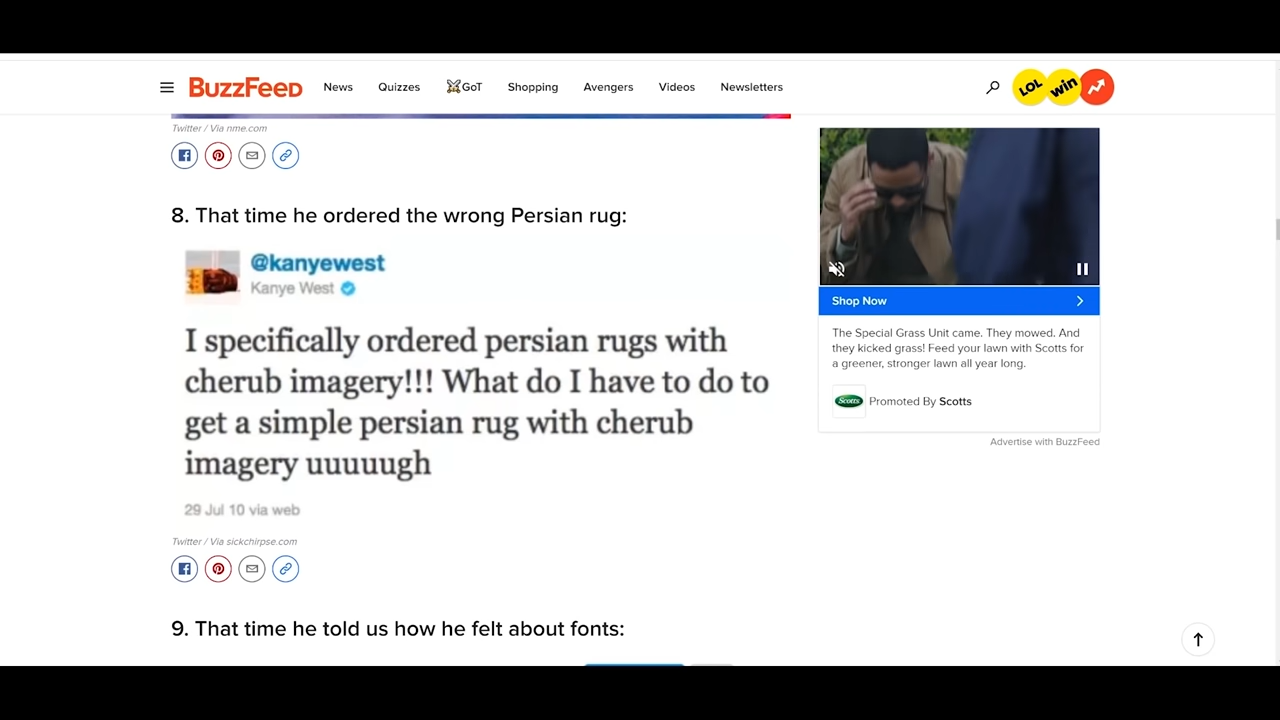 BuzzFeed
News
Quizzes
GoT
Shopping
Avengers
Videos
Newsletters
LOL
win
Twitter / Via nme.com
8. That time he ordered the wrong Persian rug:
@kanyewest
Kanye West
I specifically ordered persian rugs with
cherub imagery!!! What do I have to do to
get a simple persian rug with cherub
imagery uuuuugh
29 Jul 10 via web
Twitter / Via sickchirpse.com
9. That time he told us how he felt about fonts:
Shop Now
The Special Grass Unit came. They mowed. And
they kicked grass! Feed your lawn with Scotts for
a greener, stronger lawn all year long.
Scotts
Promoted By Scotts
Advertise with BuzzFeed